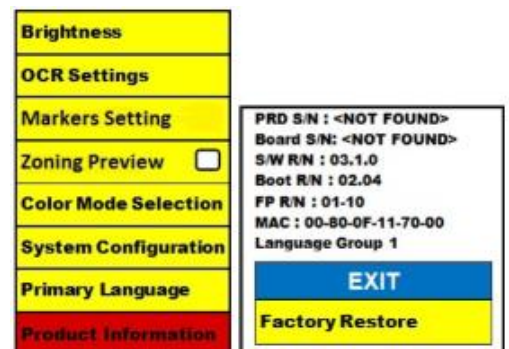 Brightness
OCR Settings
Markers Setting
Zoning Preview
Color Mode Selection
System Configuration
Primary Language
Product Information
PRD S/N : <NOT FOUND>
Board S/N: <NOT FOUND>
S/W R/N : 03.1.0
Boot R/N : 02.04
FP R/N : 01-10
MAC : 00-80-0F-11-70-00
Language Group 1
EXIT
Factory Restore